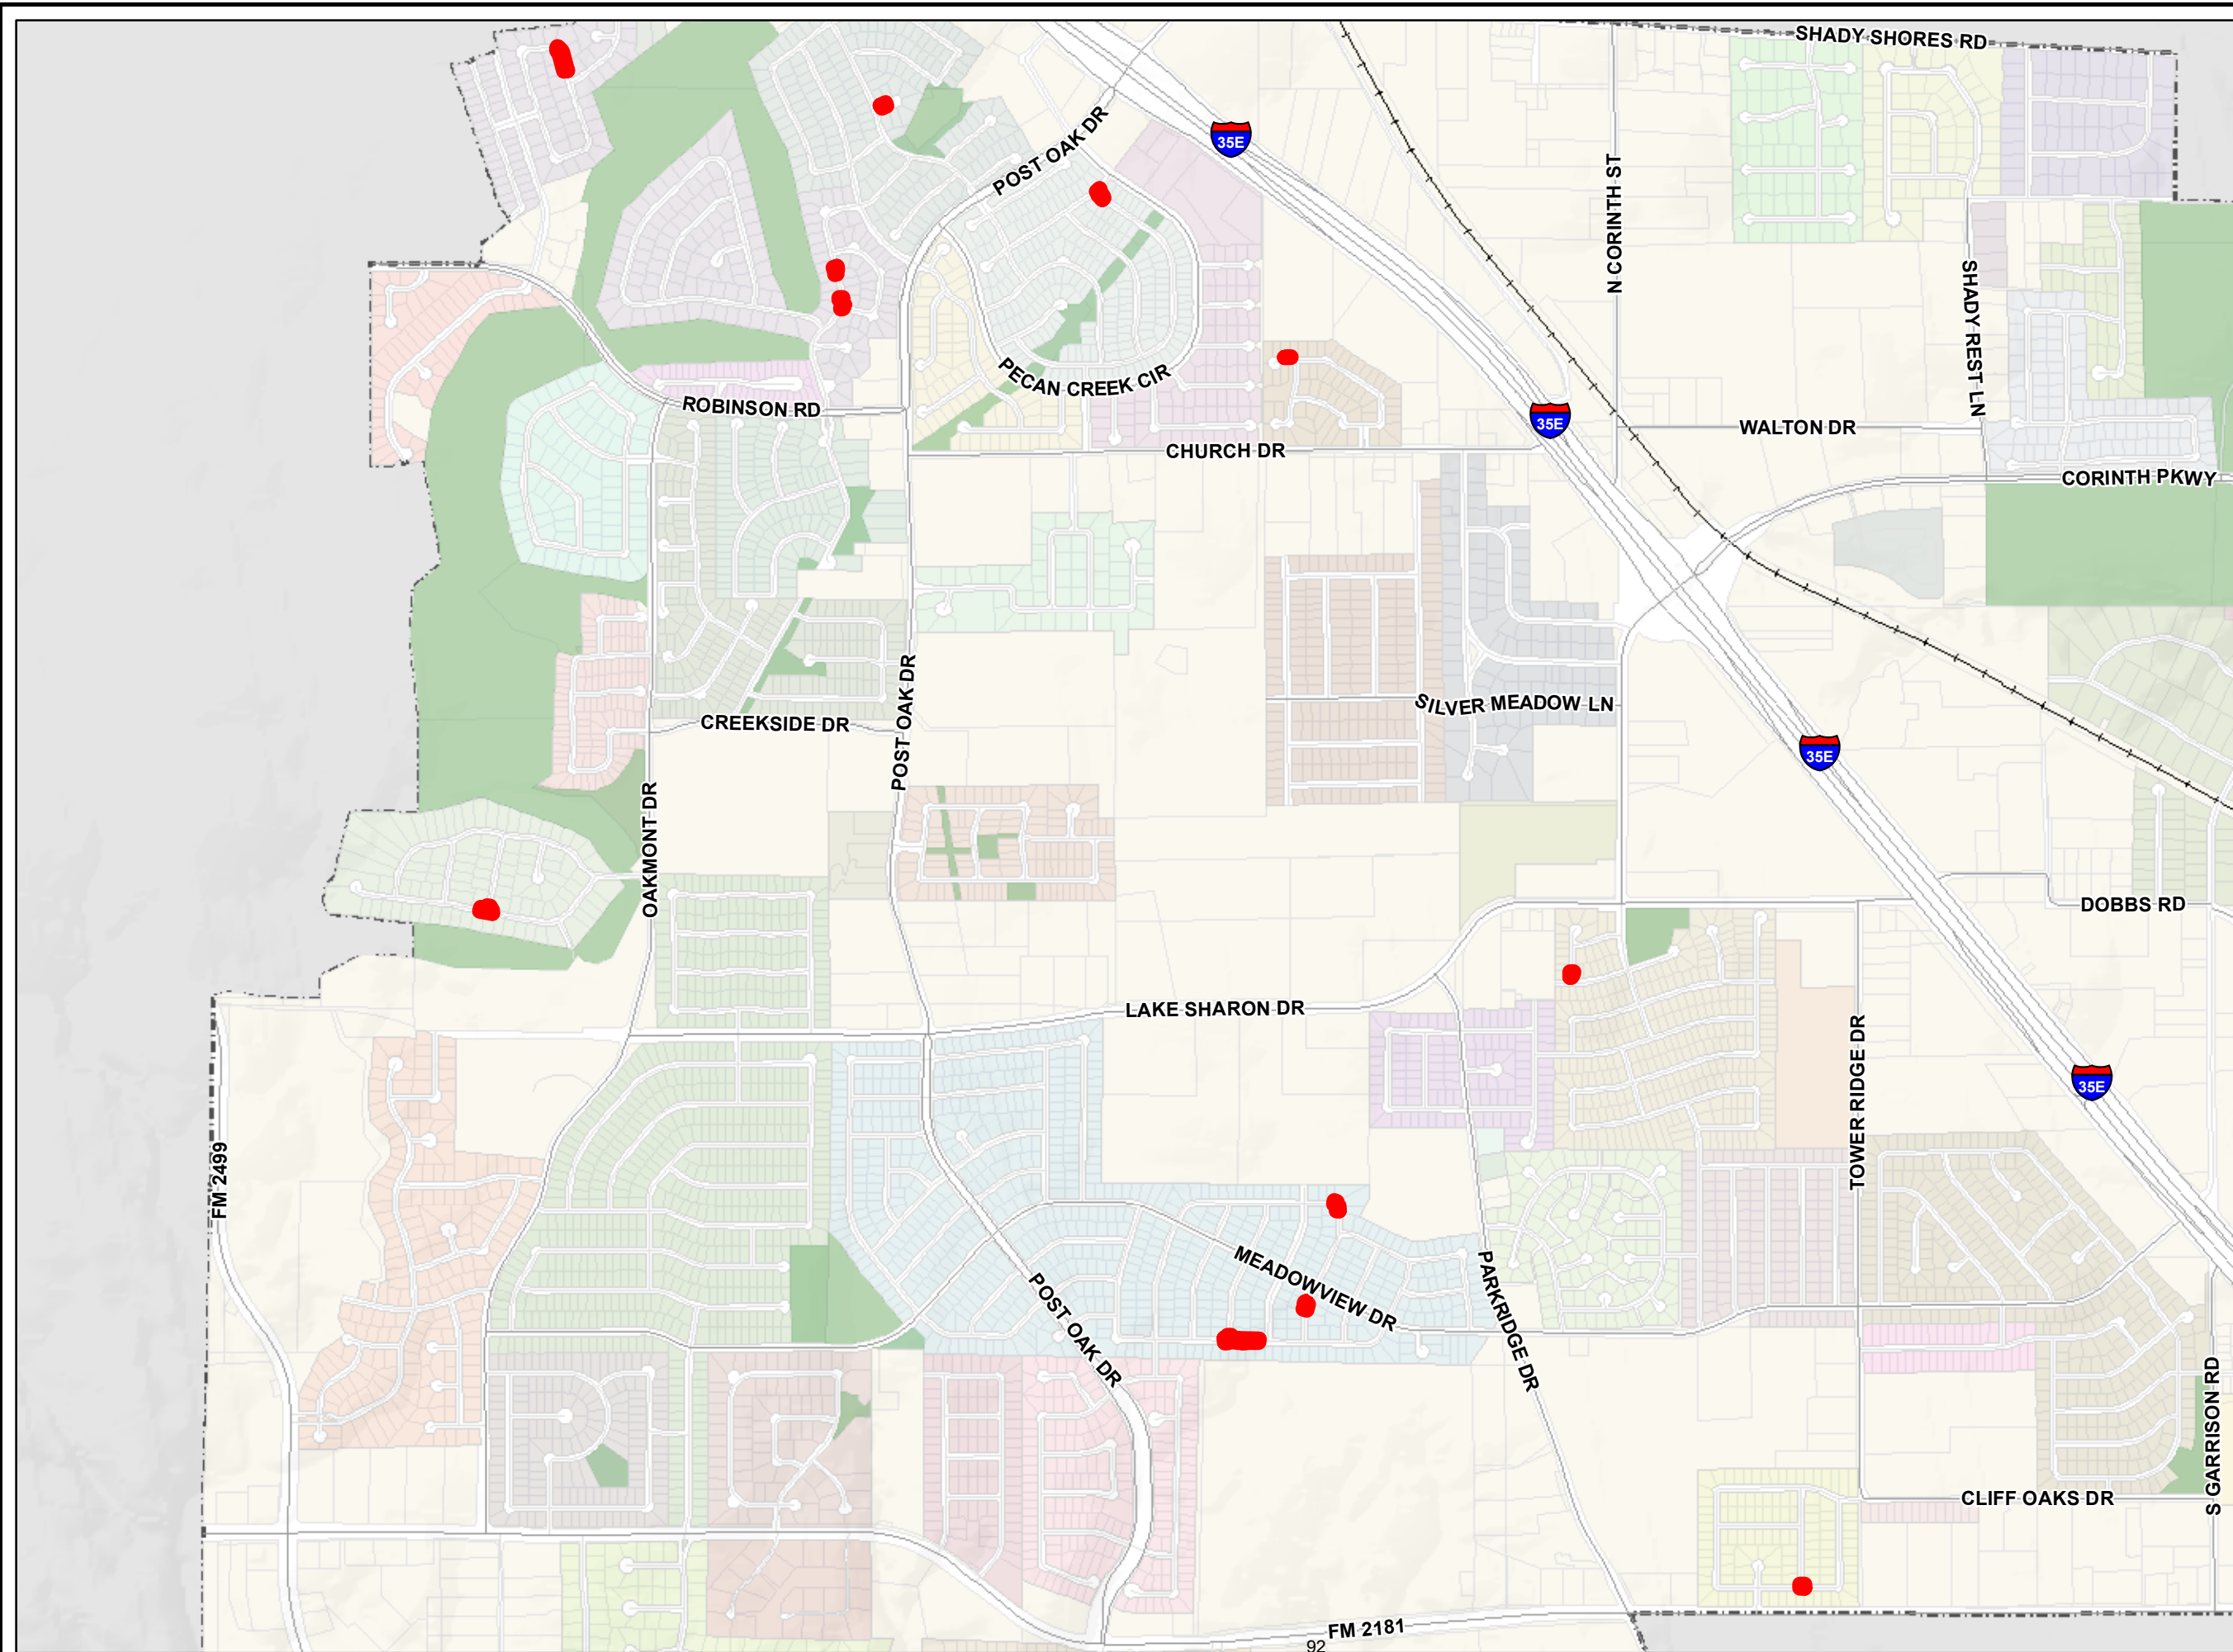 SHADY SHORES RD
POST OAK DR
35E
N CORINTH ST
SHADY REST LN
PECAN CREEK CIR
ROBINSON RD
35E
WALTON DR
CHURCH DR
CORINTH PKWY
SILVER MEADOW LN
CREEKSIDE DR
POST OAK DR
35E
OAKMONT DR
DOBBS RD
LAKE SHARON DR
TOWER RIDGE DR
35E
FM 2499
MEADOWVIEW DR
POST OAK DR
PARKRIDGE DR
S GARRISON RD
CLIFF OAKS DR
FM 2181
92